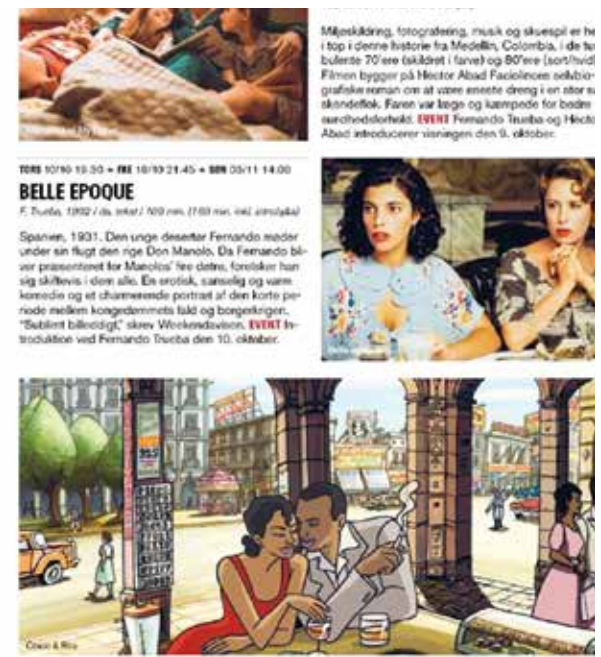 Miljøskildring, fotografering, musik og skuespil er he
i top i denne historie fra Medellin, Colombia, i de tu
bulente 70'ere (skildret i farve) og 80'ere (sort/hvid)
Filmen bygger på Hector Abad Faciolinces selvbio-
grafiske roman om at være eneste dreng i en stor sø
skendeflok. Faren var læge og kæmpede for bedre
sundhedsforhold. EVENT Fernando Trueba og Hécto
Abad introducerer visningen den 9. oktober.
TORS 10/10 19.30 + FRE 18/10 21.45 + SØN 03/11 14.00
BELLE EPOQUE
F. Trueba, 1992 / da. tekst / 109 min. (169 min. inkl. introduktion)
Spanien, 1931. Den unge desertør Fernando møder
under sin flugt den rige Don Manolo. Da Fernando bli-
ver præsenteret for Manolos' fire døtre, forelsker han
sig skiftevis i dem alle. En erotisk, sanselig og varm
komedie og et charmerende portræt af den korte pe-
riode mellem kongedømmets fald og borgerkrigen.
"Sublimt billeddigt," skrev Weekendavisen. EVENT In-
troduktion ved Fernando Trueba den 10. oktober.
Chico & Rita